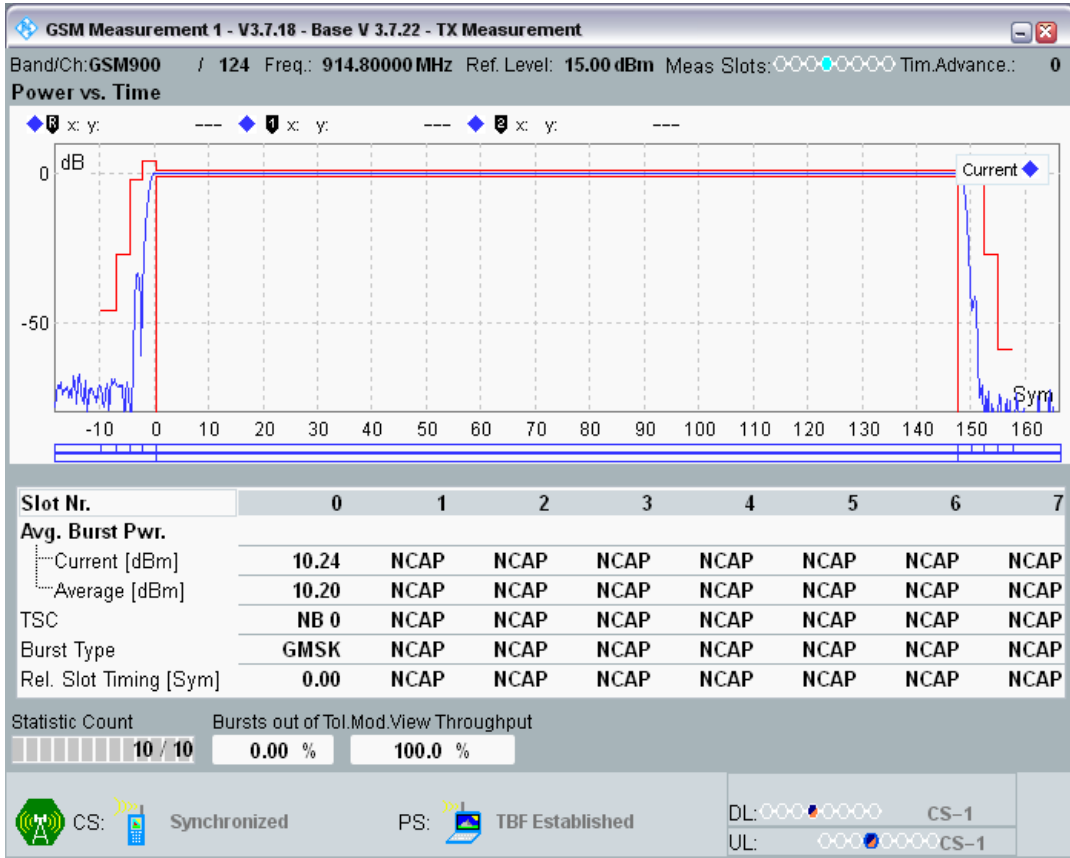 GSM Measurement 1 - V3.7.18 - Base V 3.7.22 - TX Measurement
Band/Ch:GSM900 / 124 Freq.: 914.80000 MHz Ref. Level: 15.00 dBm Meas Slots: Tim.Advance.: 0
Power vs. Time
R x: y: --- 1 x: y: --- 2 x: y: ---
dB
Current
0
-50
Sym
-10 0 10 20 30 40 50 60 70 80 90 100 110 120 130 140 150 160
Slot Nr. 0 1 2 3 4 5 6 7
Avg. Burst Pwr.
Current [dBm] 10.24 NCAP NCAP NCAP NCAP NCAP NCAP NCAP
Average [dBm] 10.20 NCAP NCAP NCAP NCAP NCAP NCAP NCAP
TSC NB 0 NCAP NCAP NCAP NCAP NCAP NCAP NCAP
Burst Type GMSK NCAP NCAP NCAP NCAP NCAP NCAP NCAP
Rel. Slot Timing [Sym] 0.00 NCAP NCAP NCAP NCAP NCAP NCAP NCAP
Statistic Count Bursts out of Tol.Mod.View Throughput
10 / 10 0.00 % 100.0 %
CS: Synchronized PS: TBF Established
DL: CS-1
UL: CS-1